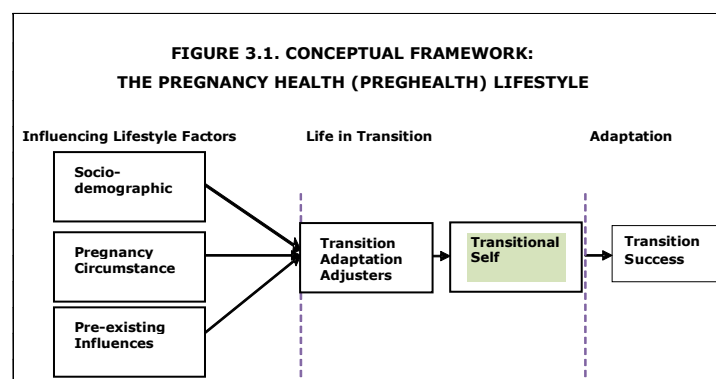 FIGURE 3.1. CONCEPTUAL FRAMEWORK:
THE PREGNANCY HEALTH (PREGHEALTH) LIFESTYLE
Influencing Lifestyle Factors
Life in Transition
Adaptation
Socio-
demographic
Pregnancy
Circumstance
Pre-existing
Influences
Transition
Adaptation
Adjusters
Transitional
Self
Transition
Success